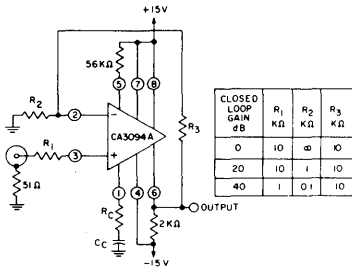 +15V
56KΩ
5
7
8
R2
2
−
CA3094A
R3
R1
3
+
51Ω
1
4
6
OUTPUT
RC
2KΩ
CC
−15V
CLOSED LOOP GAIN dB R1 KΩ R2 KΩ R3 KΩ
0 10 ∞ 10
20 10 1 10
40 1 0.1 10